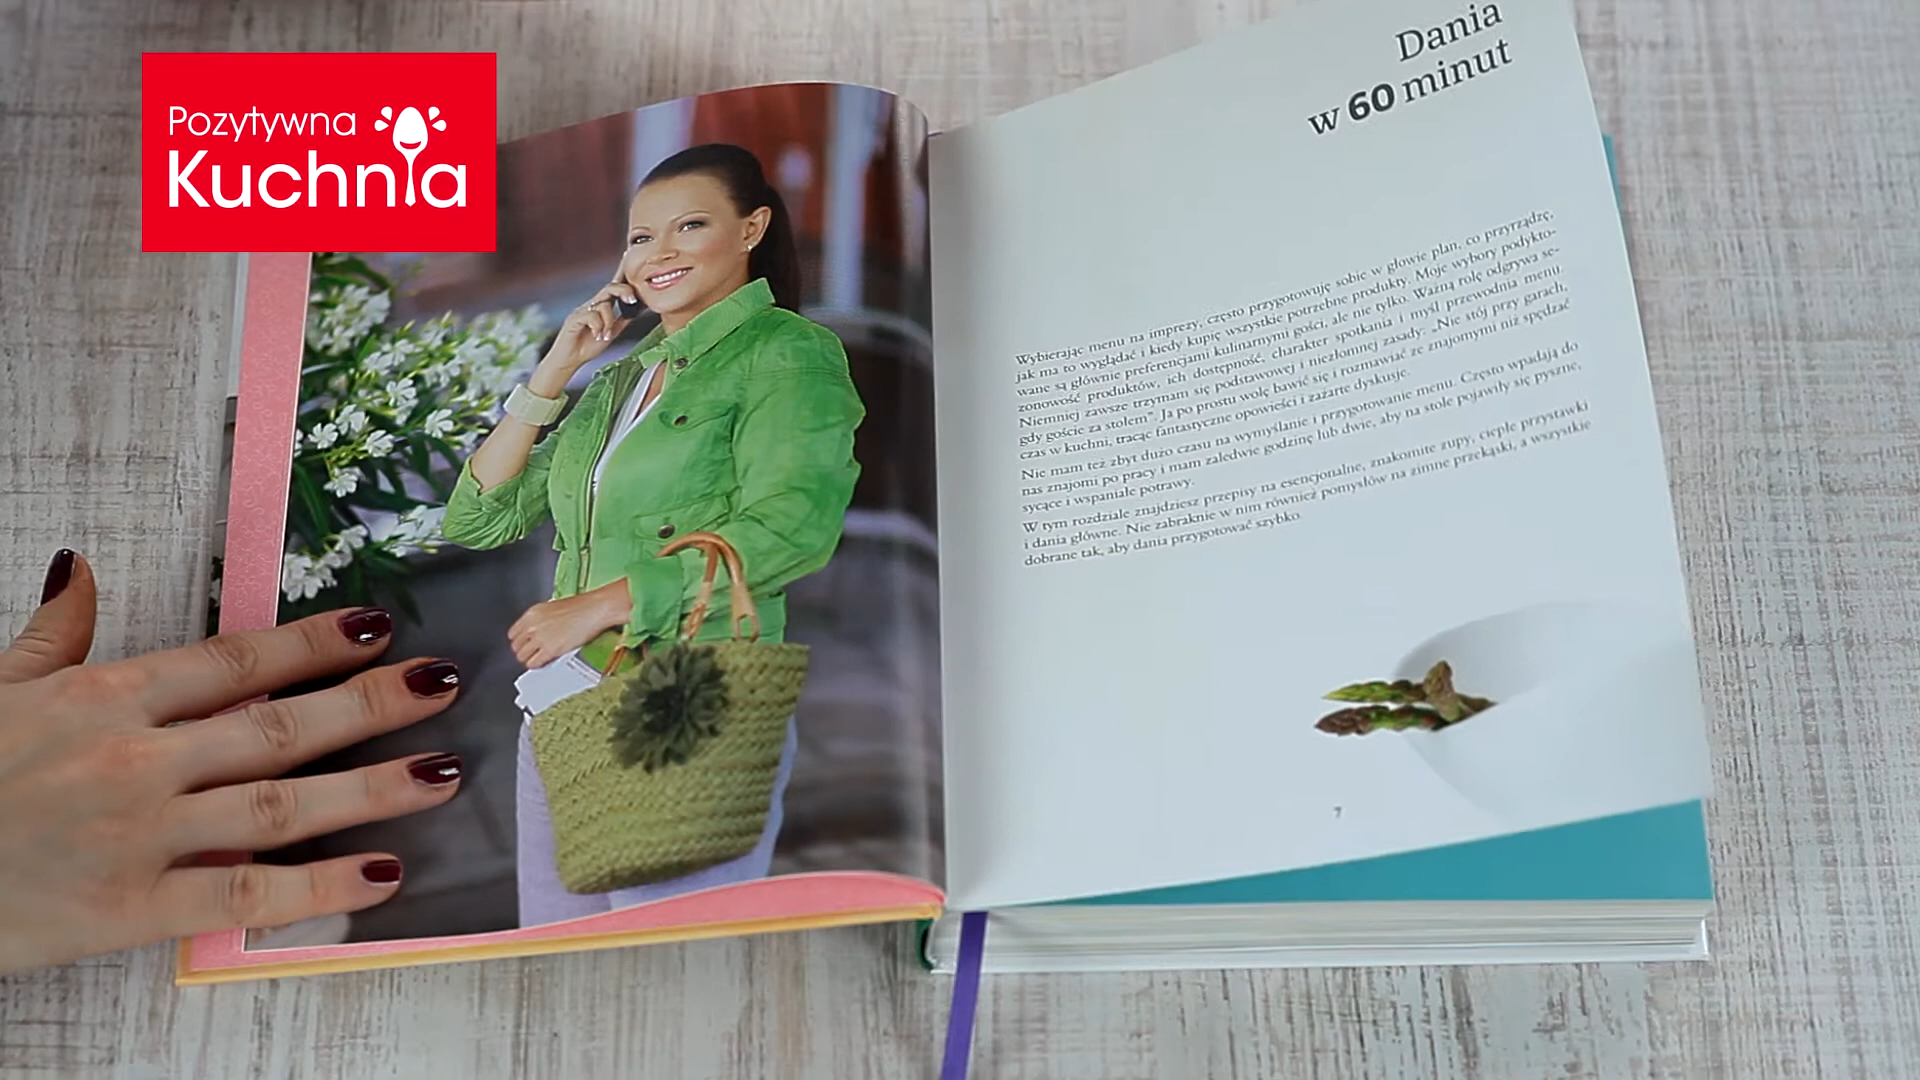 Pozytywna
Kuchnia
Dania
w 60 minut
Wybierając menu na imprezy, często przygotowuję sobie w głowie plan, co przyrządzę,
jak ma to wyglądać i kiedy kupię wszystkie potrzebne produkty. Moje wybory podykto-
wane są głównie preferencjami kulinarnymi gości, ale nie tylko. Ważną rolę odgrywa se-
zonowość produktów, ich dostępność, charakter spotkania i myśl przewodnia menu.
Niemniej zawsze trzymam się podstawowej i niezłomnej zasady: „Nie stój przy garach,
gdy goście za stołem”. Ja po prostu wolę bawić się i rozmawiać ze znajomymi niż spędzać
czas w kuchni, tracąc fantastyczne opowieści i zażarte dyskusje.
Nie mam też zbyt dużo czasu na wymyślanie i przygotowanie menu. Często wpadają do
nas znajomi po pracy i mam zaledwie godzinę lub dwie, aby na stole pojawiły się pyszne,
sycące i wspaniałe potrawy.
W tym rozdziale znajdziesz przepisy na esencjonalne, znakomite zupy, ciepłe przystawki
i dania główne. Nie zabraknie w nim również pomysłów na zimne przekąski, a wszystkie
dobrane tak, aby dania przygotować szybko.
7